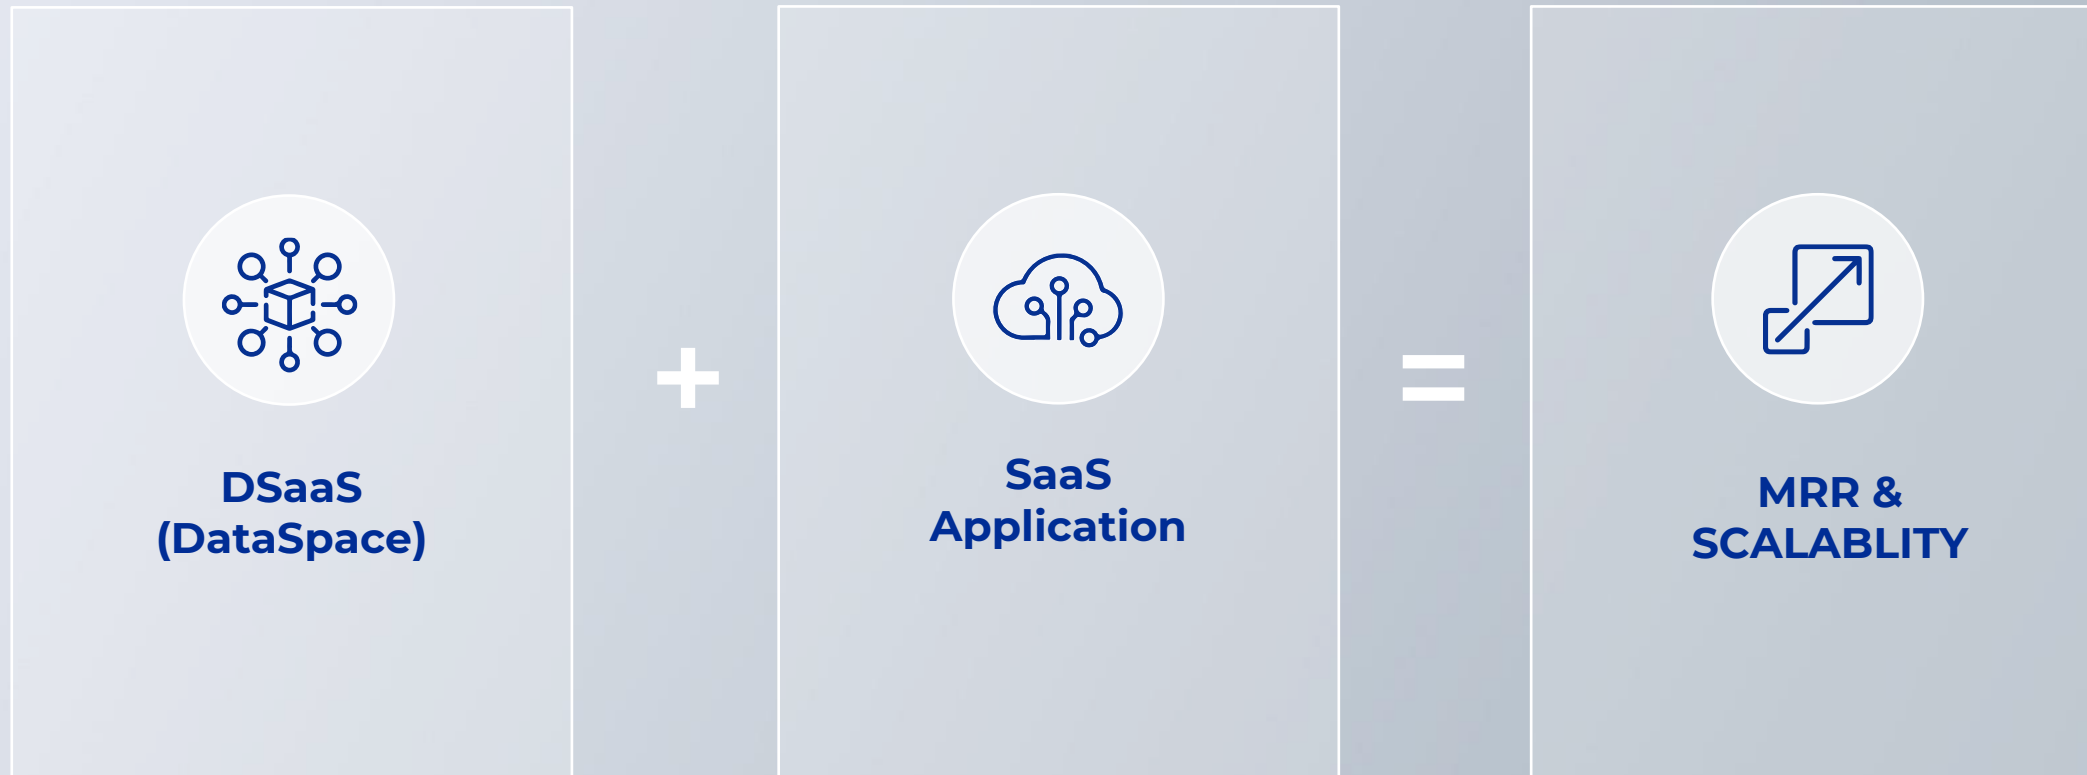 DSaaS
(DataSpace)
+
SaaS
Application
=
MRR &
SCALABLITY